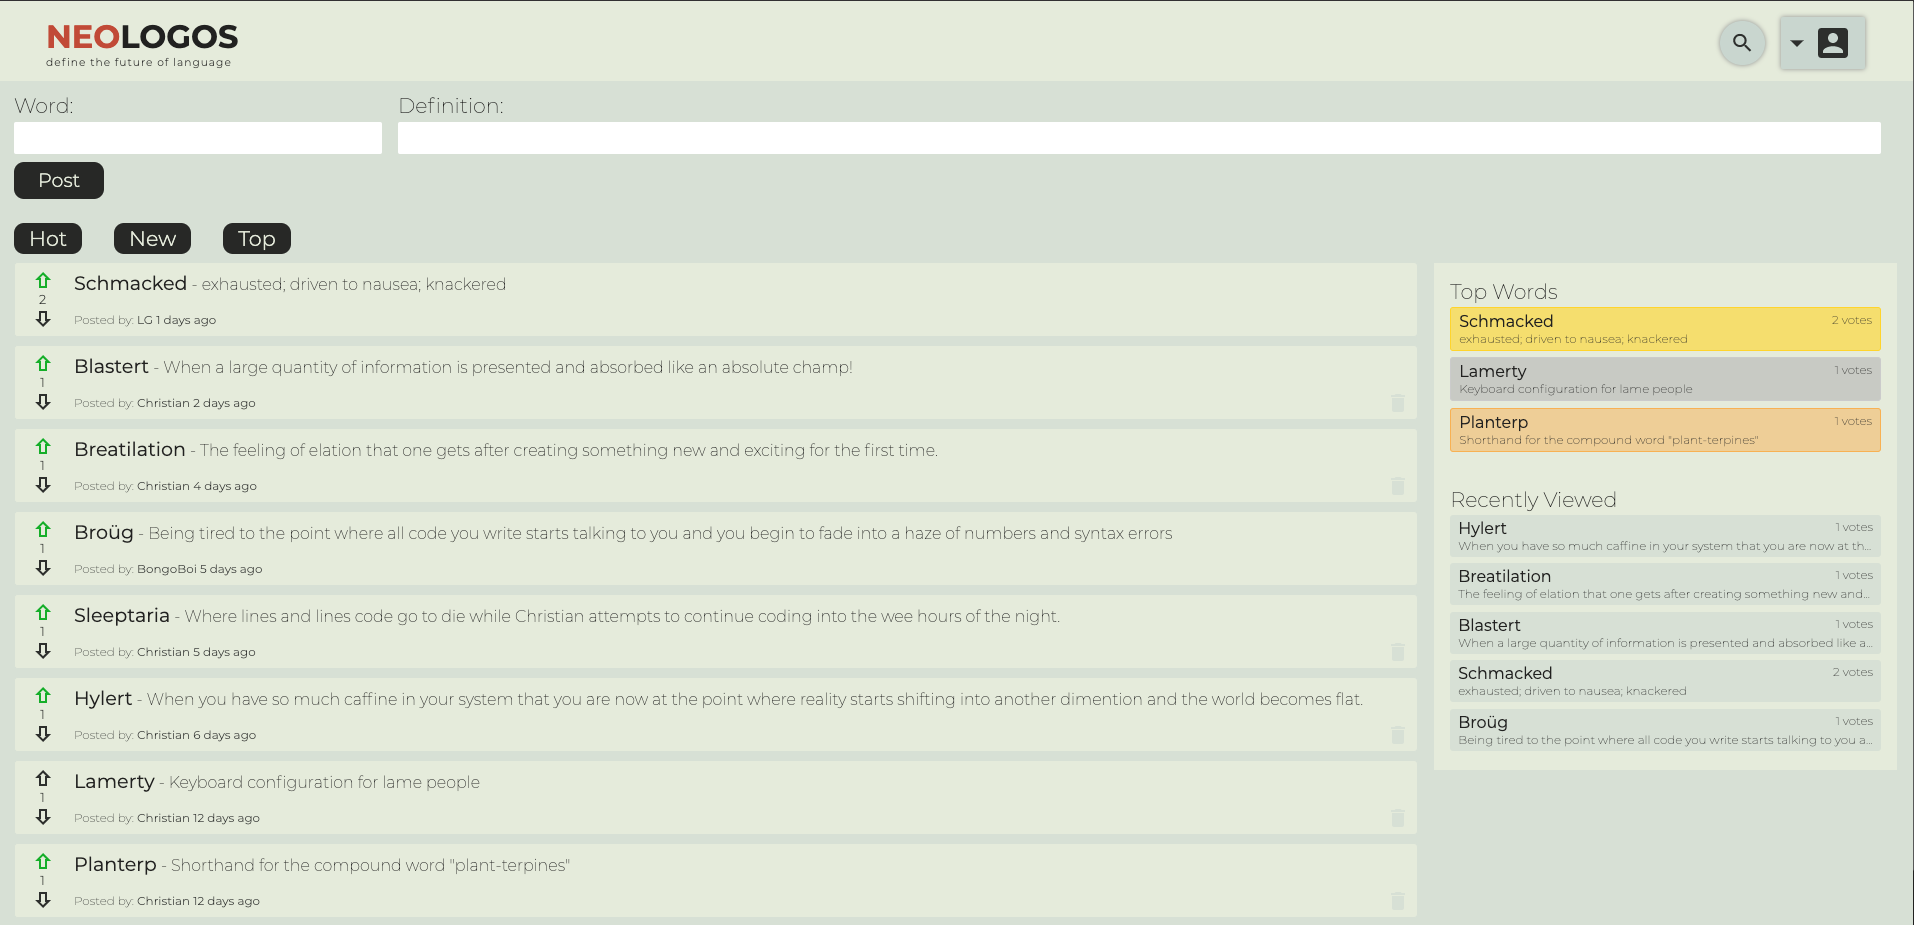 NEOLOGOS
define the future of language
Word:
Definition:
Post
Hot New Top
Schmacked - exhausted; driven to nausea; knackered
2
Posted by: LG 1 days ago
Blastert - When a large quantity of information is presented and absorbed like an absolute champ!
1
Posted by: Christian 2 days ago
Breatilation - The feeling of elation that one gets after creating something new and exciting for the first time.
1
Posted by: Christian 4 days ago
Broüg - Being tired to the point where all code you write starts talking to you and you begin to fade into a haze of numbers and syntax errors
1
Posted by: BongoBoi 5 days ago
Sleeptaria - Where lines and lines code go to die while Christian attempts to continue coding into the wee hours of the night.
1
Posted by: Christian 5 days ago
Hylert - When you have so much caffine in your system that you are now at the point where reality starts shifting into another dimention and the world becomes flat.
1
Posted by: Christian 6 days ago
Lamerty - Keyboard configuration for lame people
1
Posted by: Christian 12 days ago
Planterp - Shorthand for the compound word "plant-terpines"
1
Posted by: Christian 12 days ago
Top Words
Schmacked 2 votes
exhausted; driven to nausea; knackered
Lamerty 1 votes
Keyboard configuration for lame people
Planterp 1 votes
Shorthand for the compound word "plant-terpines"
Recently Viewed
Hylert 1 votes
When you have so much caffine in your system that you are now at th...
Breatilation 1 votes
The feeling of elation that one gets after creating something new and...
Blastert 1 votes
When a large quantity of information is presented and absorbed like a...
Schmacked 2 votes
exhausted; driven to nausea; knackered
Broüg 1 votes
Being tired to the point where all code you write starts talking to you a...